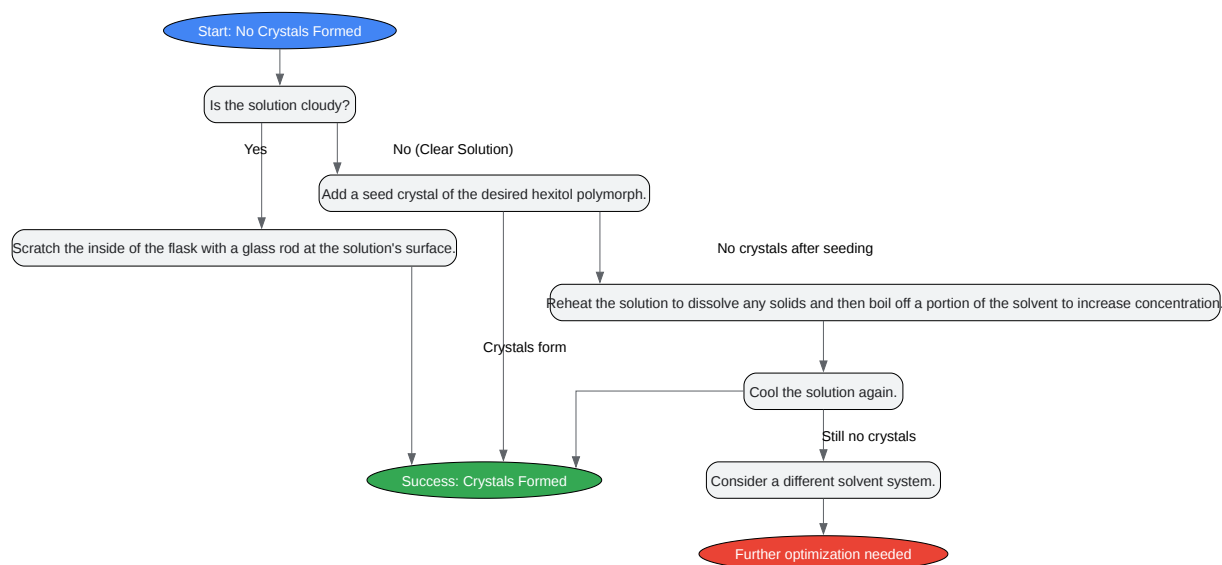 Start: No Crystals Formed
Is the solution cloudy?
Yes
No (Clear Solution)
Add a seed crystal of the desired hexitol polymorph.
Scratch the inside of the flask with a glass rod at the solution's surface.
No crystals after seeding
Reheat the solution to dissolve any solids and then boil off a portion of the solvent to increase concentration.
Crystals form
Cool the solution again.
Still no crystals
Success: Crystals Formed
Consider a different solvent system.
Further optimization needed